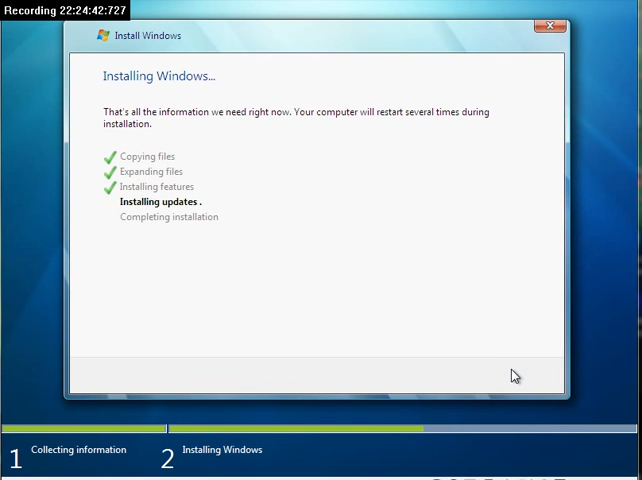 Recording 22:24:42:727
Install Windows
Installing Windows...
That's all the information we need right now. Your computer will restart several times during
installation.
Copying files
Expanding files
Installing features
Installing updates .
Completing installation
1 Collecting information
2 Installing Windows